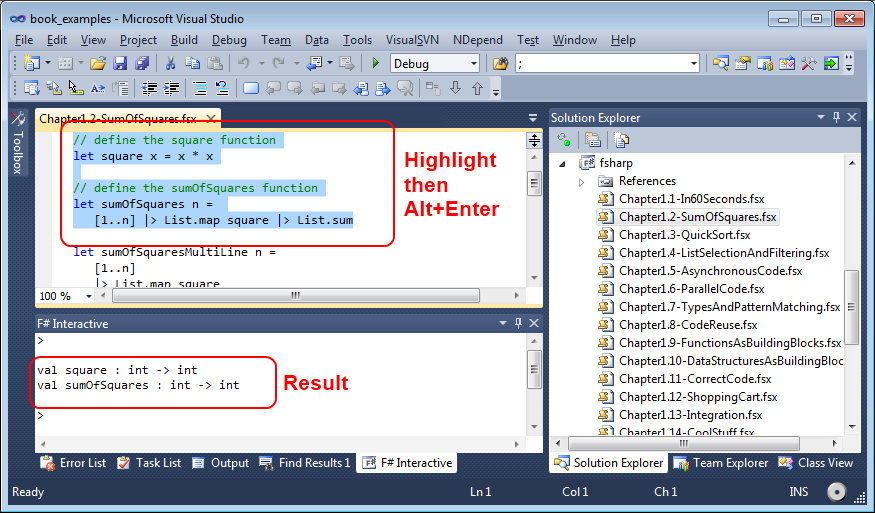 book_examples - Microsoft Visual Studio
File Edit View Project Build Debug Team Data Tools VisualSVN NDepend Test Window Help
Debug ;
Toolbox
Chapter1.2-SumOfSquares.fsx
// define the square function
let square x = x * x
// define the sumOfSquares function
let sumOfSquares n =
[1..n] |> List.map square |> List.sum
let sumOfSquaresMultiLine n =
[1..n]
|> List.map square
100 %
Highlight
then
Alt+Enter
F# Interactive
>
val square : int -> int
val sumOfSquares : int -> int
>
Result
Error List Task List Output Find Results 1 F# Interactive
Solution Explorer
fsharp
References
Chapter1.1-In60Seconds.fsx
Chapter1.2-SumOfSquares.fsx
Chapter1.3-QuickSort.fsx
Chapter1.4-ListSelectionAndFiltering.fsx
Chapter1.5-AsynchronousCode.fsx
Chapter1.6-ParallelCode.fsx
Chapter1.7-TypesAndPatternMatching.fsx
Chapter1.8-CodeReuse.fsx
Chapter1.9-FunctionsAsBuildingBlocks.fsx
Chapter1.10-DataStructuresAsBuildingBloc
Chapter1.11-CorrectCode.fsx
Chapter1.12-ShoppingCart.fsx
Chapter1.13-Integration.fsx
Chapter1.14-CoolStuff.fsx
Solution Explorer Team Explorer Class View
Ready Ln 1 Col 1 Ch 1 INS